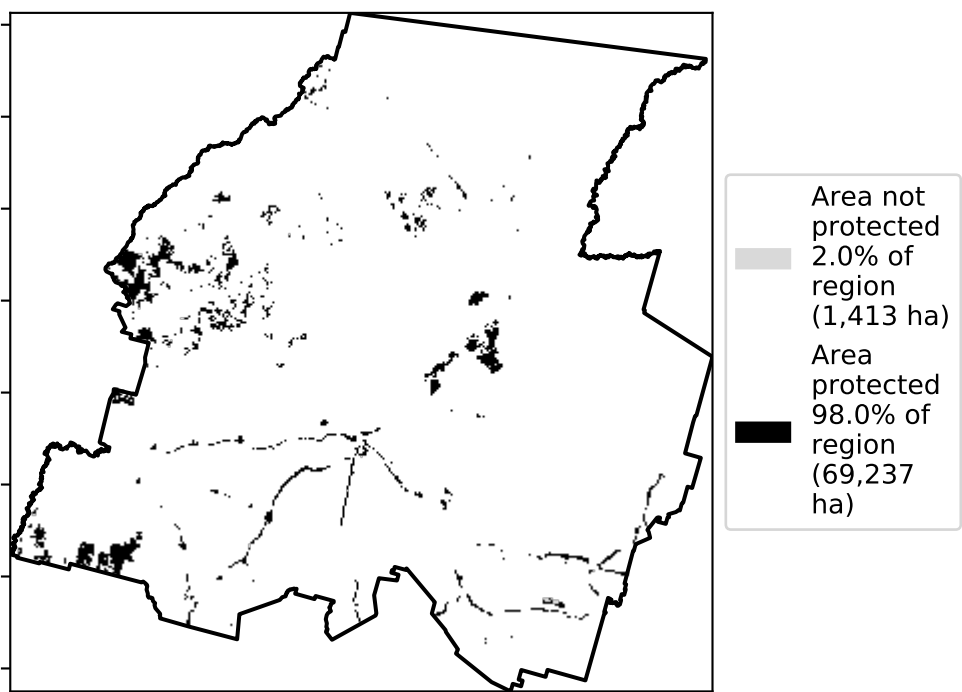 Area not
protected
2.0% of
region
(1,413 ha)
Area
protected
98.0% of
region
(69,237
ha)